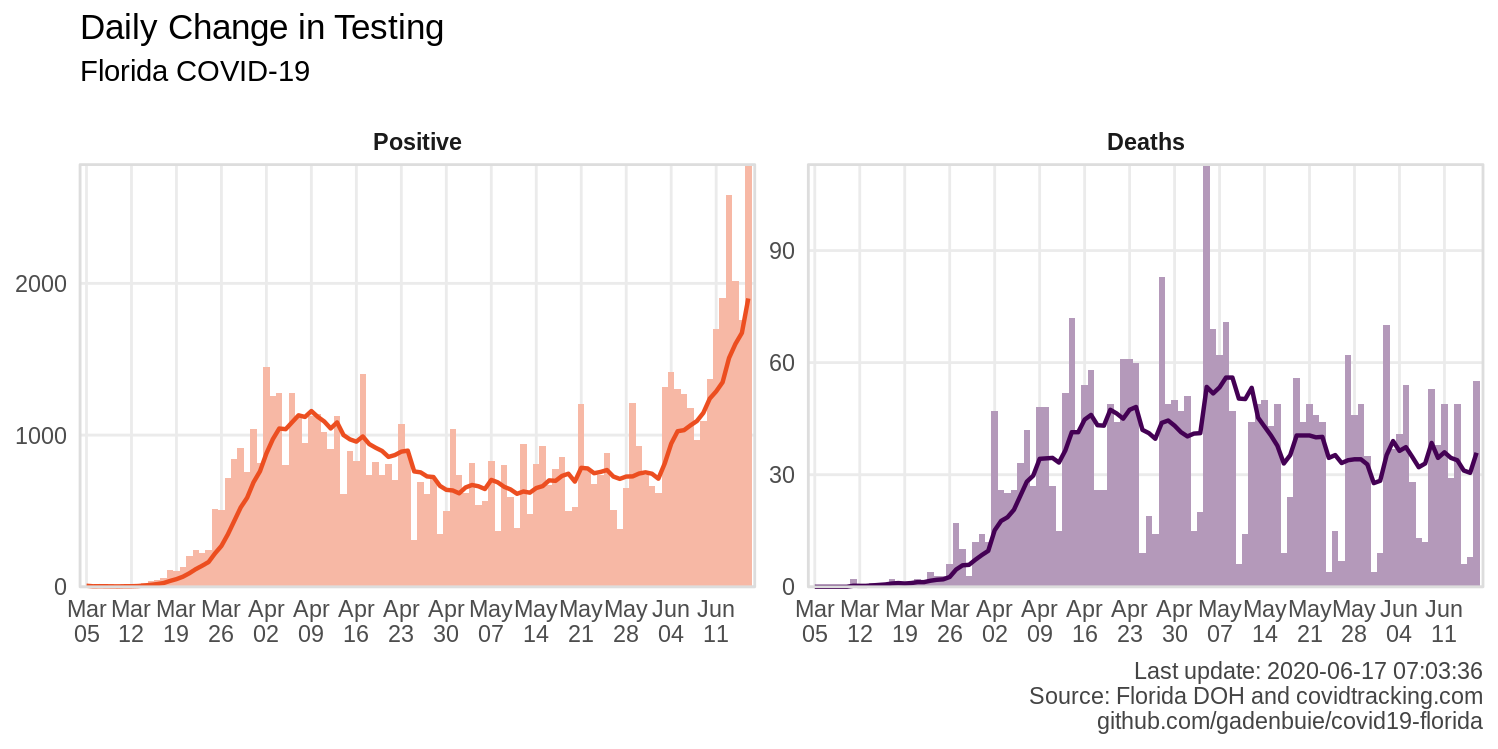 Daily Change in Testing
Florida COVID-19
Positive
Deaths
2000
1000
0
90
60
30
0
Mar Mar Mar Mar Apr Apr Apr Apr Apr May May May May Jun Jun
05 12 19 26 02 09 16 23 30 07 14 21 28 04 11
Mar Mar Mar Mar Apr Apr Apr Apr Apr May May May May Jun Jun
05 12 19 26 02 09 16 23 30 07 14 21 28 04 11
Last update: 2020-06-17 07:03:36
Source: Florida DOH and covidtracking.com
github.com/gadenbuie/covid19-florida